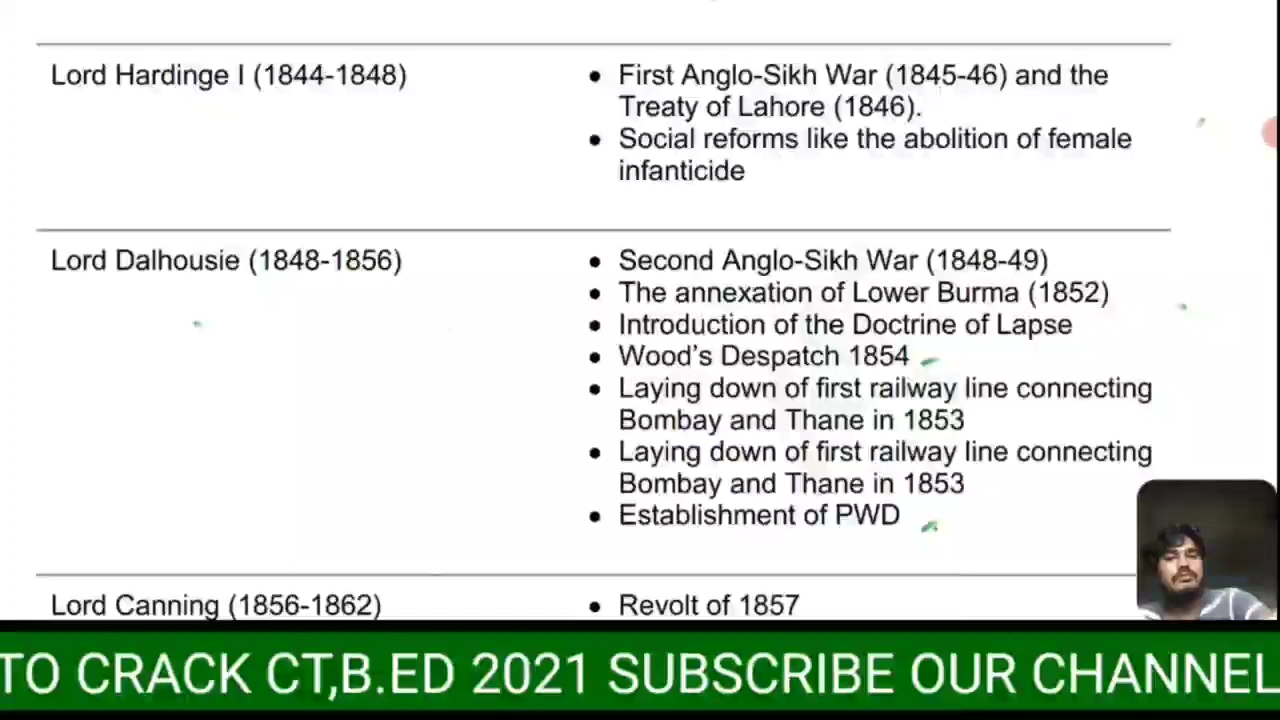 Lord Hardinge I (1844-1848)
• First Anglo-Sikh War (1845-46) and the
Treaty of Lahore (1846).
• Social reforms like the abolition of female
infanticide
Lord Dalhousie (1848-1856)
• Second Anglo-Sikh War (1848-49)
• The annexation of Lower Burma (1852)
• Introduction of the Doctrine of Lapse
• Wood’s Despatch 1854
• Laying down of first railway line connecting
Bombay and Thane in 1853
• Laying down of first railway line connecting
Bombay and Thane in 1853
• Establishment of PWD
Lord Canning (1856-1862)
• Revolt of 1857
TO CRACK CT,B.ED 2021 SUBSCRIBE OUR CHANNEL